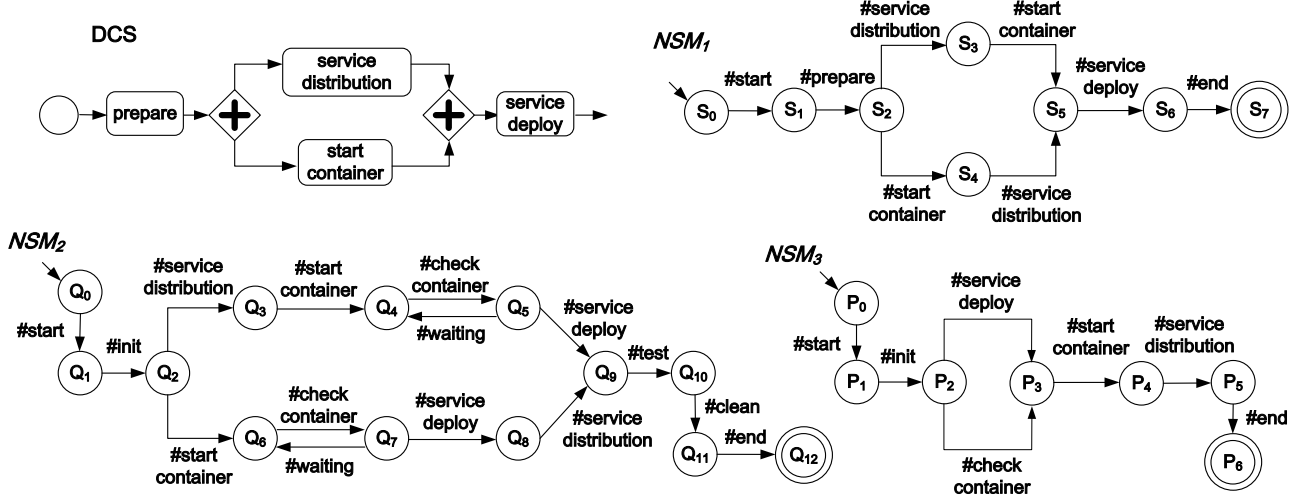 DCS
prepare
service
distribution
start
container
service
deploy
NSM1
S0
#start
S1
#prepare
S2
#service
distribution
S3
#start
container
#start
container
S4
#service
distribution
S5
#service
deploy
S6
#end
S7
NSM2
Q0
#start
Q1
#init
Q2
#service
distribution
Q3
#start
container
Q4
#check
container
#waiting
Q5
#service
deploy
#start
container
Q6
#check
container
#waiting
Q7
#service
deploy
Q8
#service
distribution
Q9
#test
Q10
#clean
Q11
#end
Q12
NSM3
P0
#start
P1
#init
P2
#service
deploy
#check
container
P3
#start
container
P4
#service
distribution
P5
#end
P6